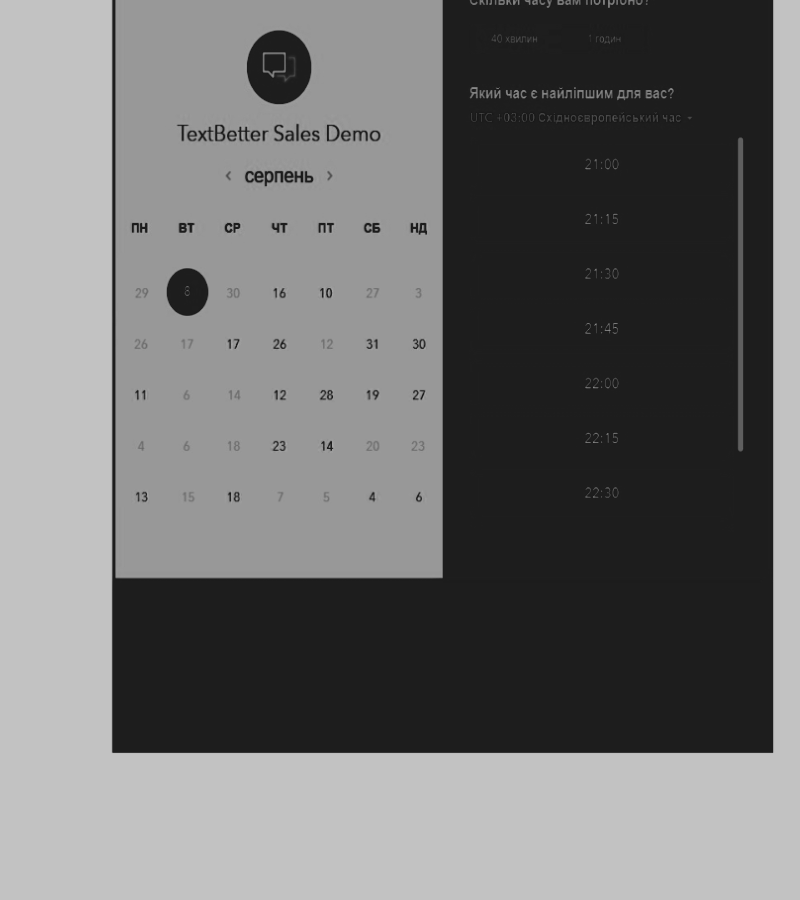 TextBetter Sales Demo
‹ серпень ›
ПН ВТ СР ЧТ ПТ СБ НД
29 8 30 16 10 27 3
26 17 17 26 12 31 30
11 6 14 12 28 19 27
4 6 18 23 14 20 23
13 15 18 7 5 4 6
Скільки часу вам потрібно?
40 хвилин 1 годин
Який час є найліпшим для вас?
UTC +03:00 Східноєвропейський час
21:00
21:15
21:30
21:45
22:00
22:15
22:30